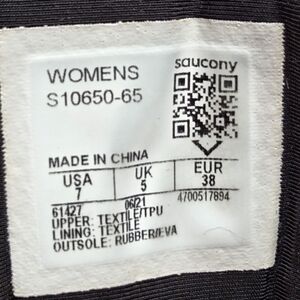 WOMENS
saucony
S10650-65
MADE IN CHINA
USA UK EUR
7 5 38
61427 06/21 4700517894
UPPER: TEXTILE/TPU
LINING: TEXTILE
OUTSOLE: RUBBER/EVA